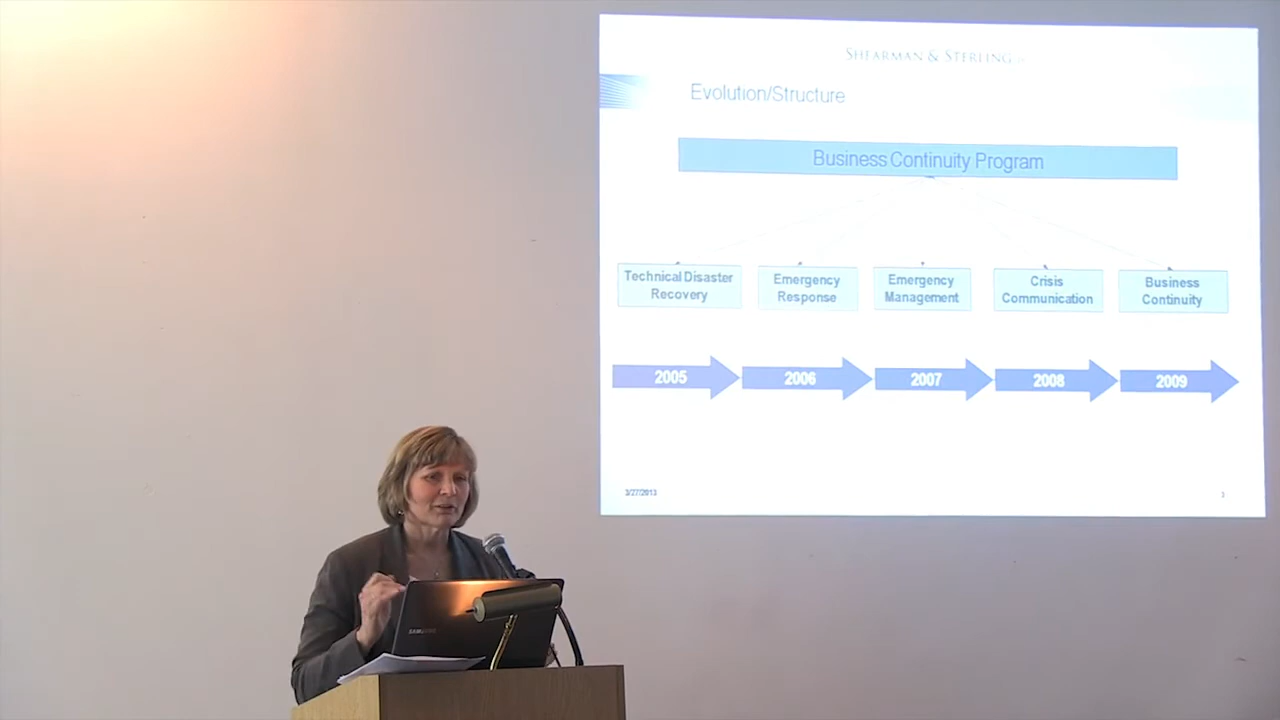 SHEARMAN & STERLING
Evolution/Structure
Business Continuity Program
Technical Disaster
Recovery
Emergency
Response
Emergency
Management
Crisis
Communication
Business
Continuity
2005
2006
2007
2008
2009
3/27/2013
3
SAMSUNG